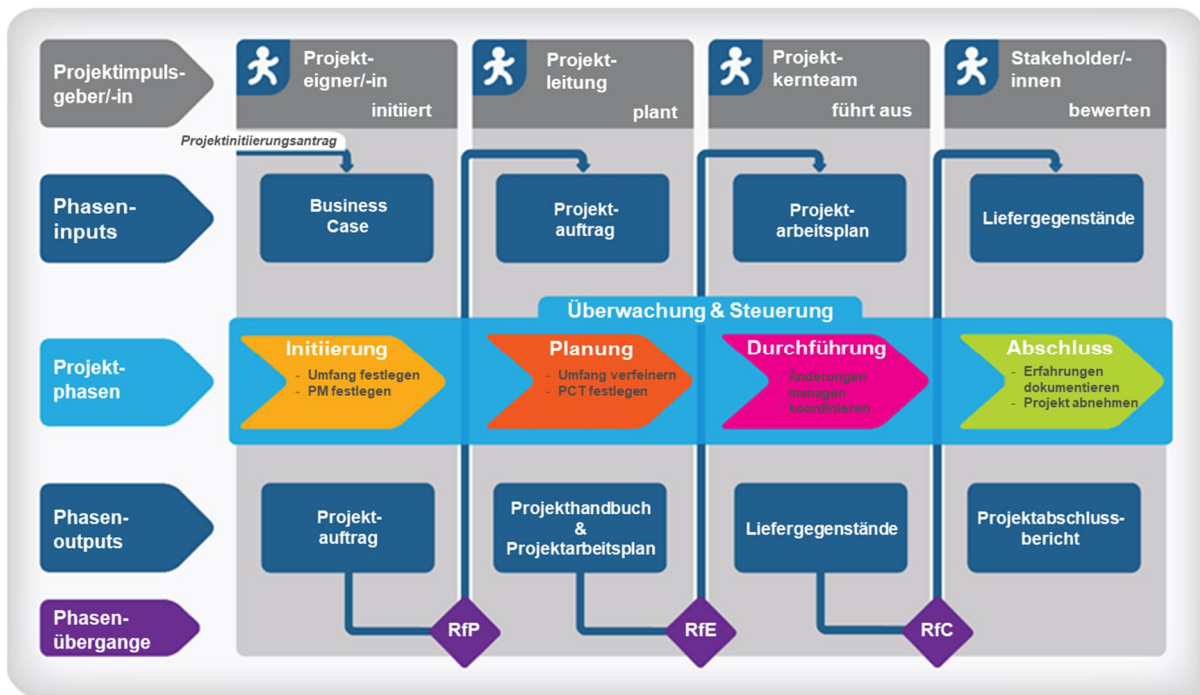 Projektimpuls-
geber/-in
Projekt-
eigner/-in
initiiert
Projekt-
leitung
plant
Projekt-
kernteam
führt aus
Stakeholder/-
innen
bewerten
Projektinitiierungsantrag
Phasen-
inputs
Business
Case
Projekt-
auftrag
Projekt-
arbeitsplan
Liefergegenstände
Überwachung & Steuerung
Projekt-
phasen
Initiierung
- Umfang festlegen
- PM festlegen
Planung
- Umfang verfeinern
- PCT festlegen
Durchführung
- Änderungen
managen
- koordinieren
Abschluss
- Erfahrungen
dokumentieren
- Projekt abnehmen
Phasen-
outputs
Projekt-
auftrag
Projekthandbuch
&
Projektarbeitsplan
Liefergegenstände
Projektabschluss-
bericht
Phasen-
übergange
RfP
RfE
RfC